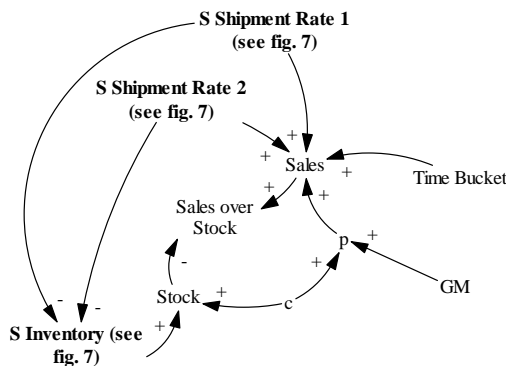 S Shipment Rate 1
(see fig. 7)
S Shipment Rate 2
(see fig. 7)
+
+
+
Sales
+
Time Bucket
+
+
Sales over
Stock
p
+
+
+
GM
-
Stock
+
c
-
-
S Inventory (see
fig. 7)
+